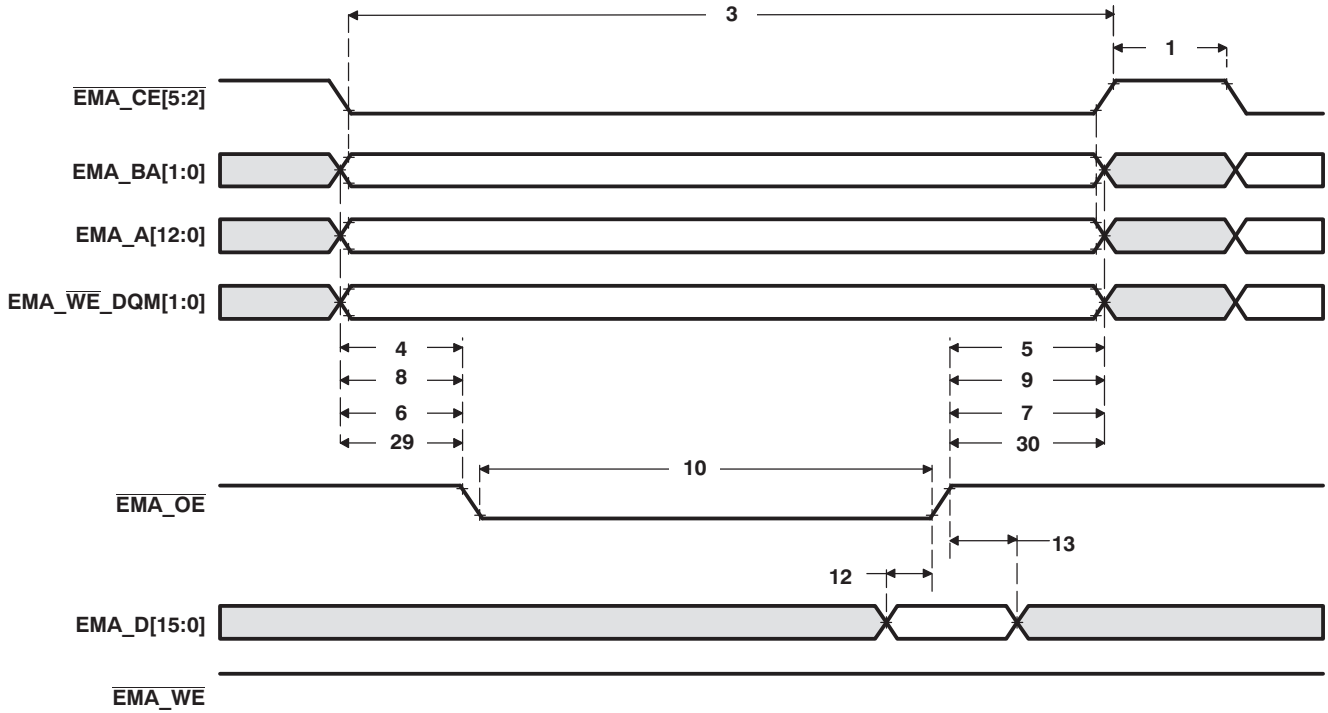 3
1
EMA_CE[5:2]
EMA_BA[1:0]
EMA_A[12:0]
EMA_WE_DQM[1:0]
4 5
8 9
6 7
29 30
10
EMA_OE
13
12
EMA_D[15:0]
EMA_WE